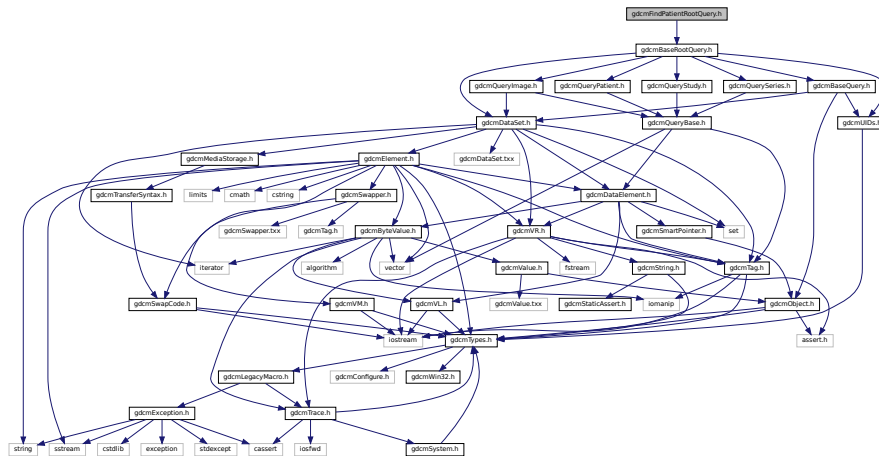 gdcmFindPatientRootQuery.h
gdcmBaseRootQuery.h
gdcmQueryImage.h gdcmQueryPatient.h gdcmQueryStudy.h gdcmQuerySeries.h gdcmBaseQuery.h
gdcmDataSet.h gdcmQueryBase.h gdcmUIDs.h
gdcmMediaStorage.h gdcmElement.h gdcmDataSet.txx
gdcmTransferSyntax.h limits cmath cstring gdcmSwapper.h gdcmDataElement.h
gdcmSwapper.txx gdcmTag.h gdcmByteValue.h gdcmVR.h gdcmSmartPointer.h set
iterator algorithm vector gdcmValue.h fstream gdcmString.h gdcmTag.h
gdcmSwapCode.h gdcmVM.h gdcmVL.h gdcmValue.txx gdcmStaticAssert.h iomanip gdcmObject.h
iostream gdcmTypes.h assert.h
gdcmLegacyMacro.h gdcmConfigure.h gdcmWin32.h
gdcmException.h gdcmTrace.h
string sstream cstdlib exception stdexcept cassert iosfwd gdcmSystem.h